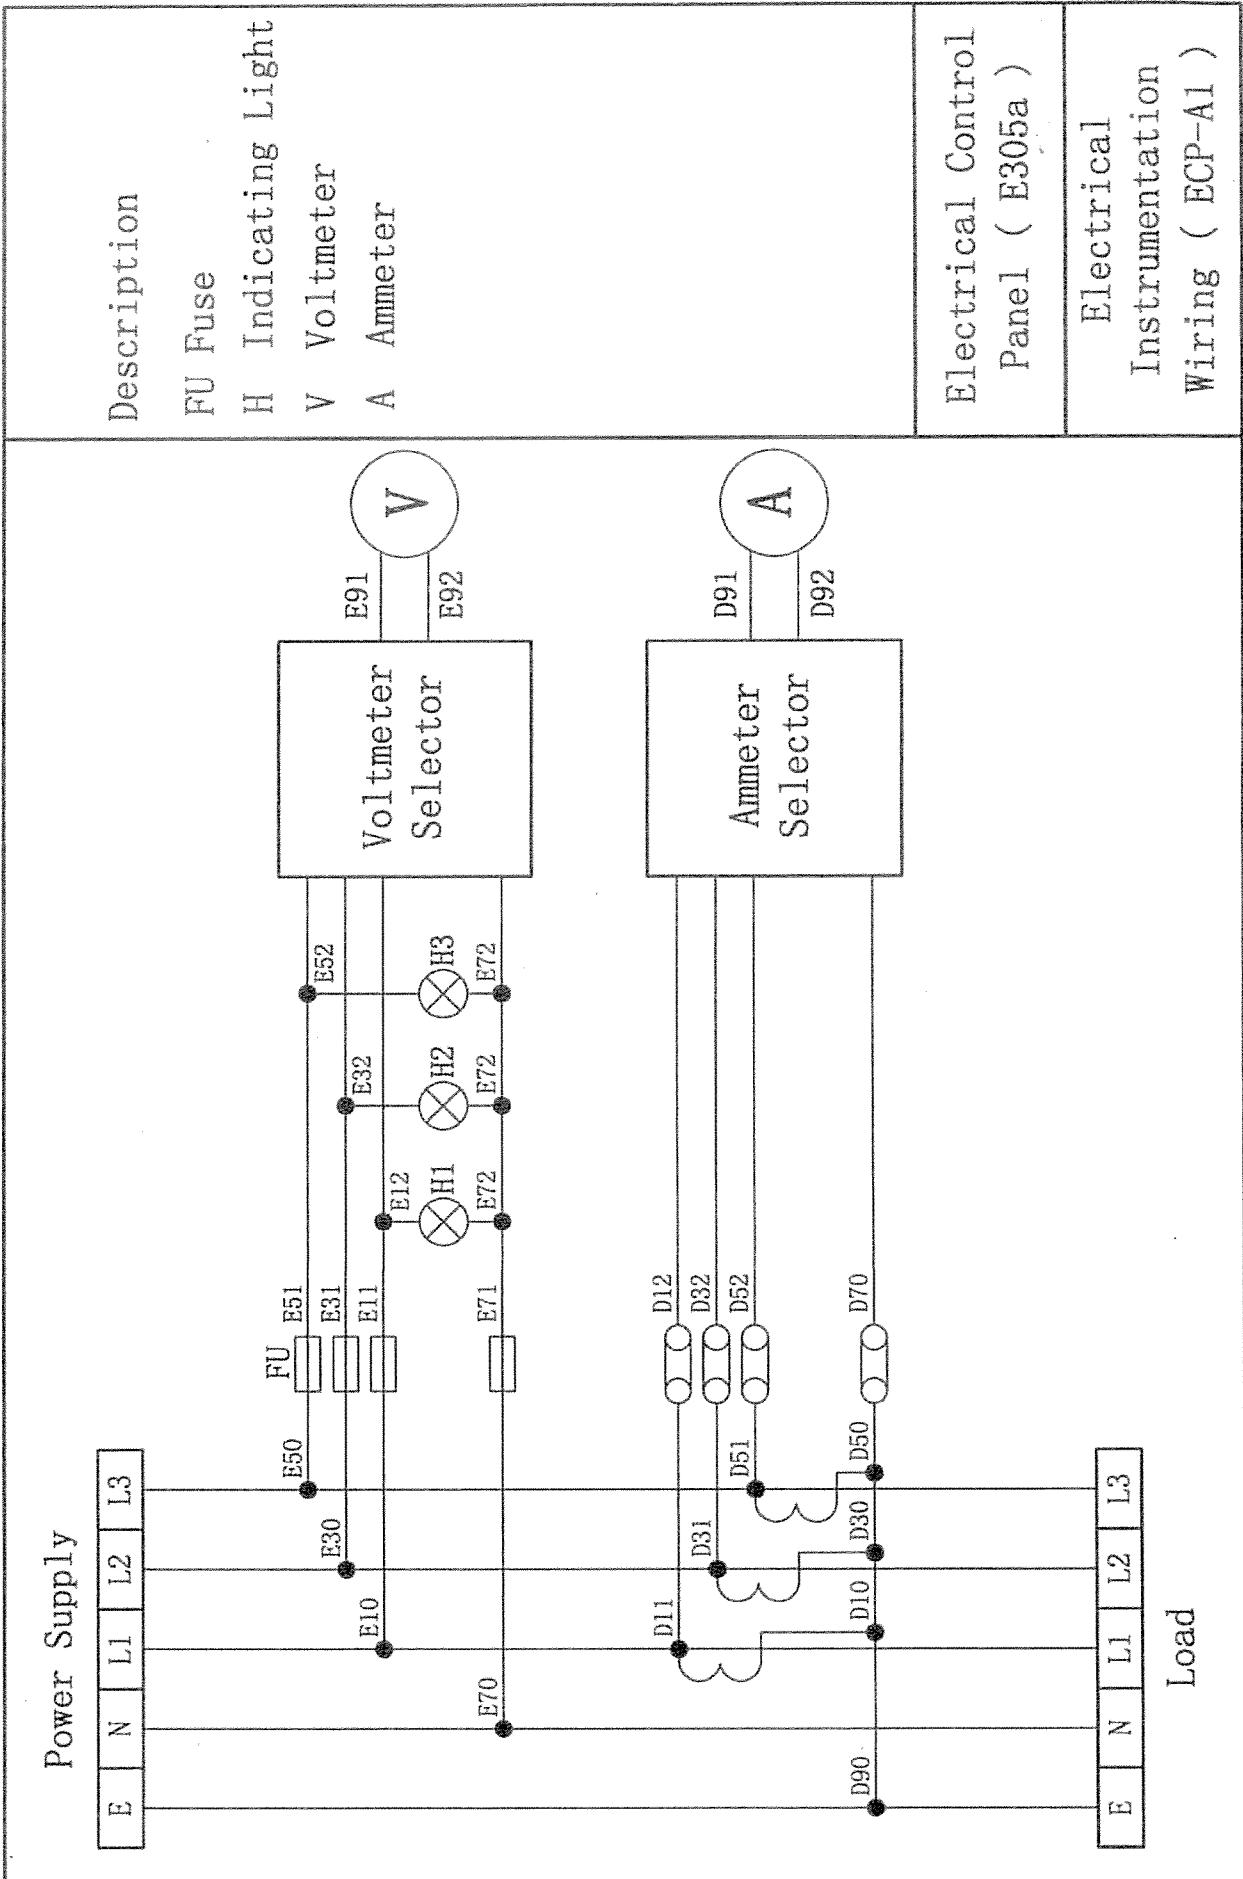 Power Supply
E N L1 L2 L3
E70
E10
E30
E50
FU
E71
E11
E31
E51
E12
H1
E72
E32
H2
E72
E52
H3
E72
Voltmeter
Selector
E91
E92
V
D90
D10
D30
D50
D11
D31
D51
D12
D32
D52
D70
Ammeter
Selector
D91
D92
A
E N L1 L2 L3
Load
Description
FU Fuse
H Indicating Light
V Voltmeter
A Ammeter
Electrical Control
Panel ( E305a )
Electrical
Instrumentation
Wiring ( ECP-A1 )